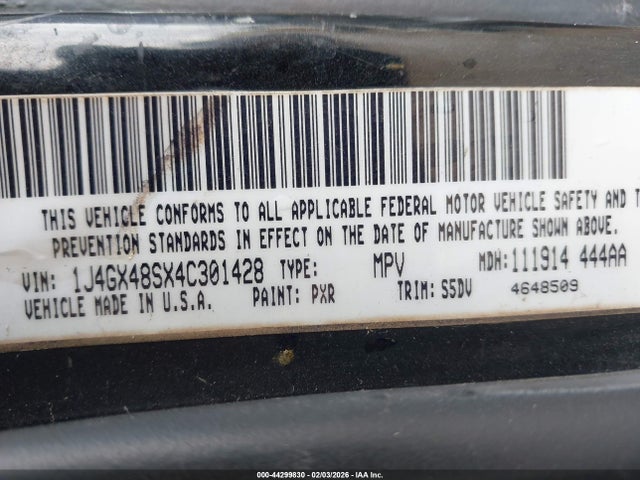 THIS VEHICLE CONFORMS TO ALL APPLICABLE FEDERAL MOTOR VEHICLE SAFETY AND T
PREVENTION STANDARDS IN EFFECT ON THE DATE OF MANUFACTURE SHOWN ABOVE.
VIN: 1J4GX48SX4C301428 TYPE: MPV MDH: 111914 444AA
VEHICLE MADE IN U.S.A. PAINT: PXR TRIM: S5DV 4648509
000-44299830 - 02/03/2026 - IAA Inc.